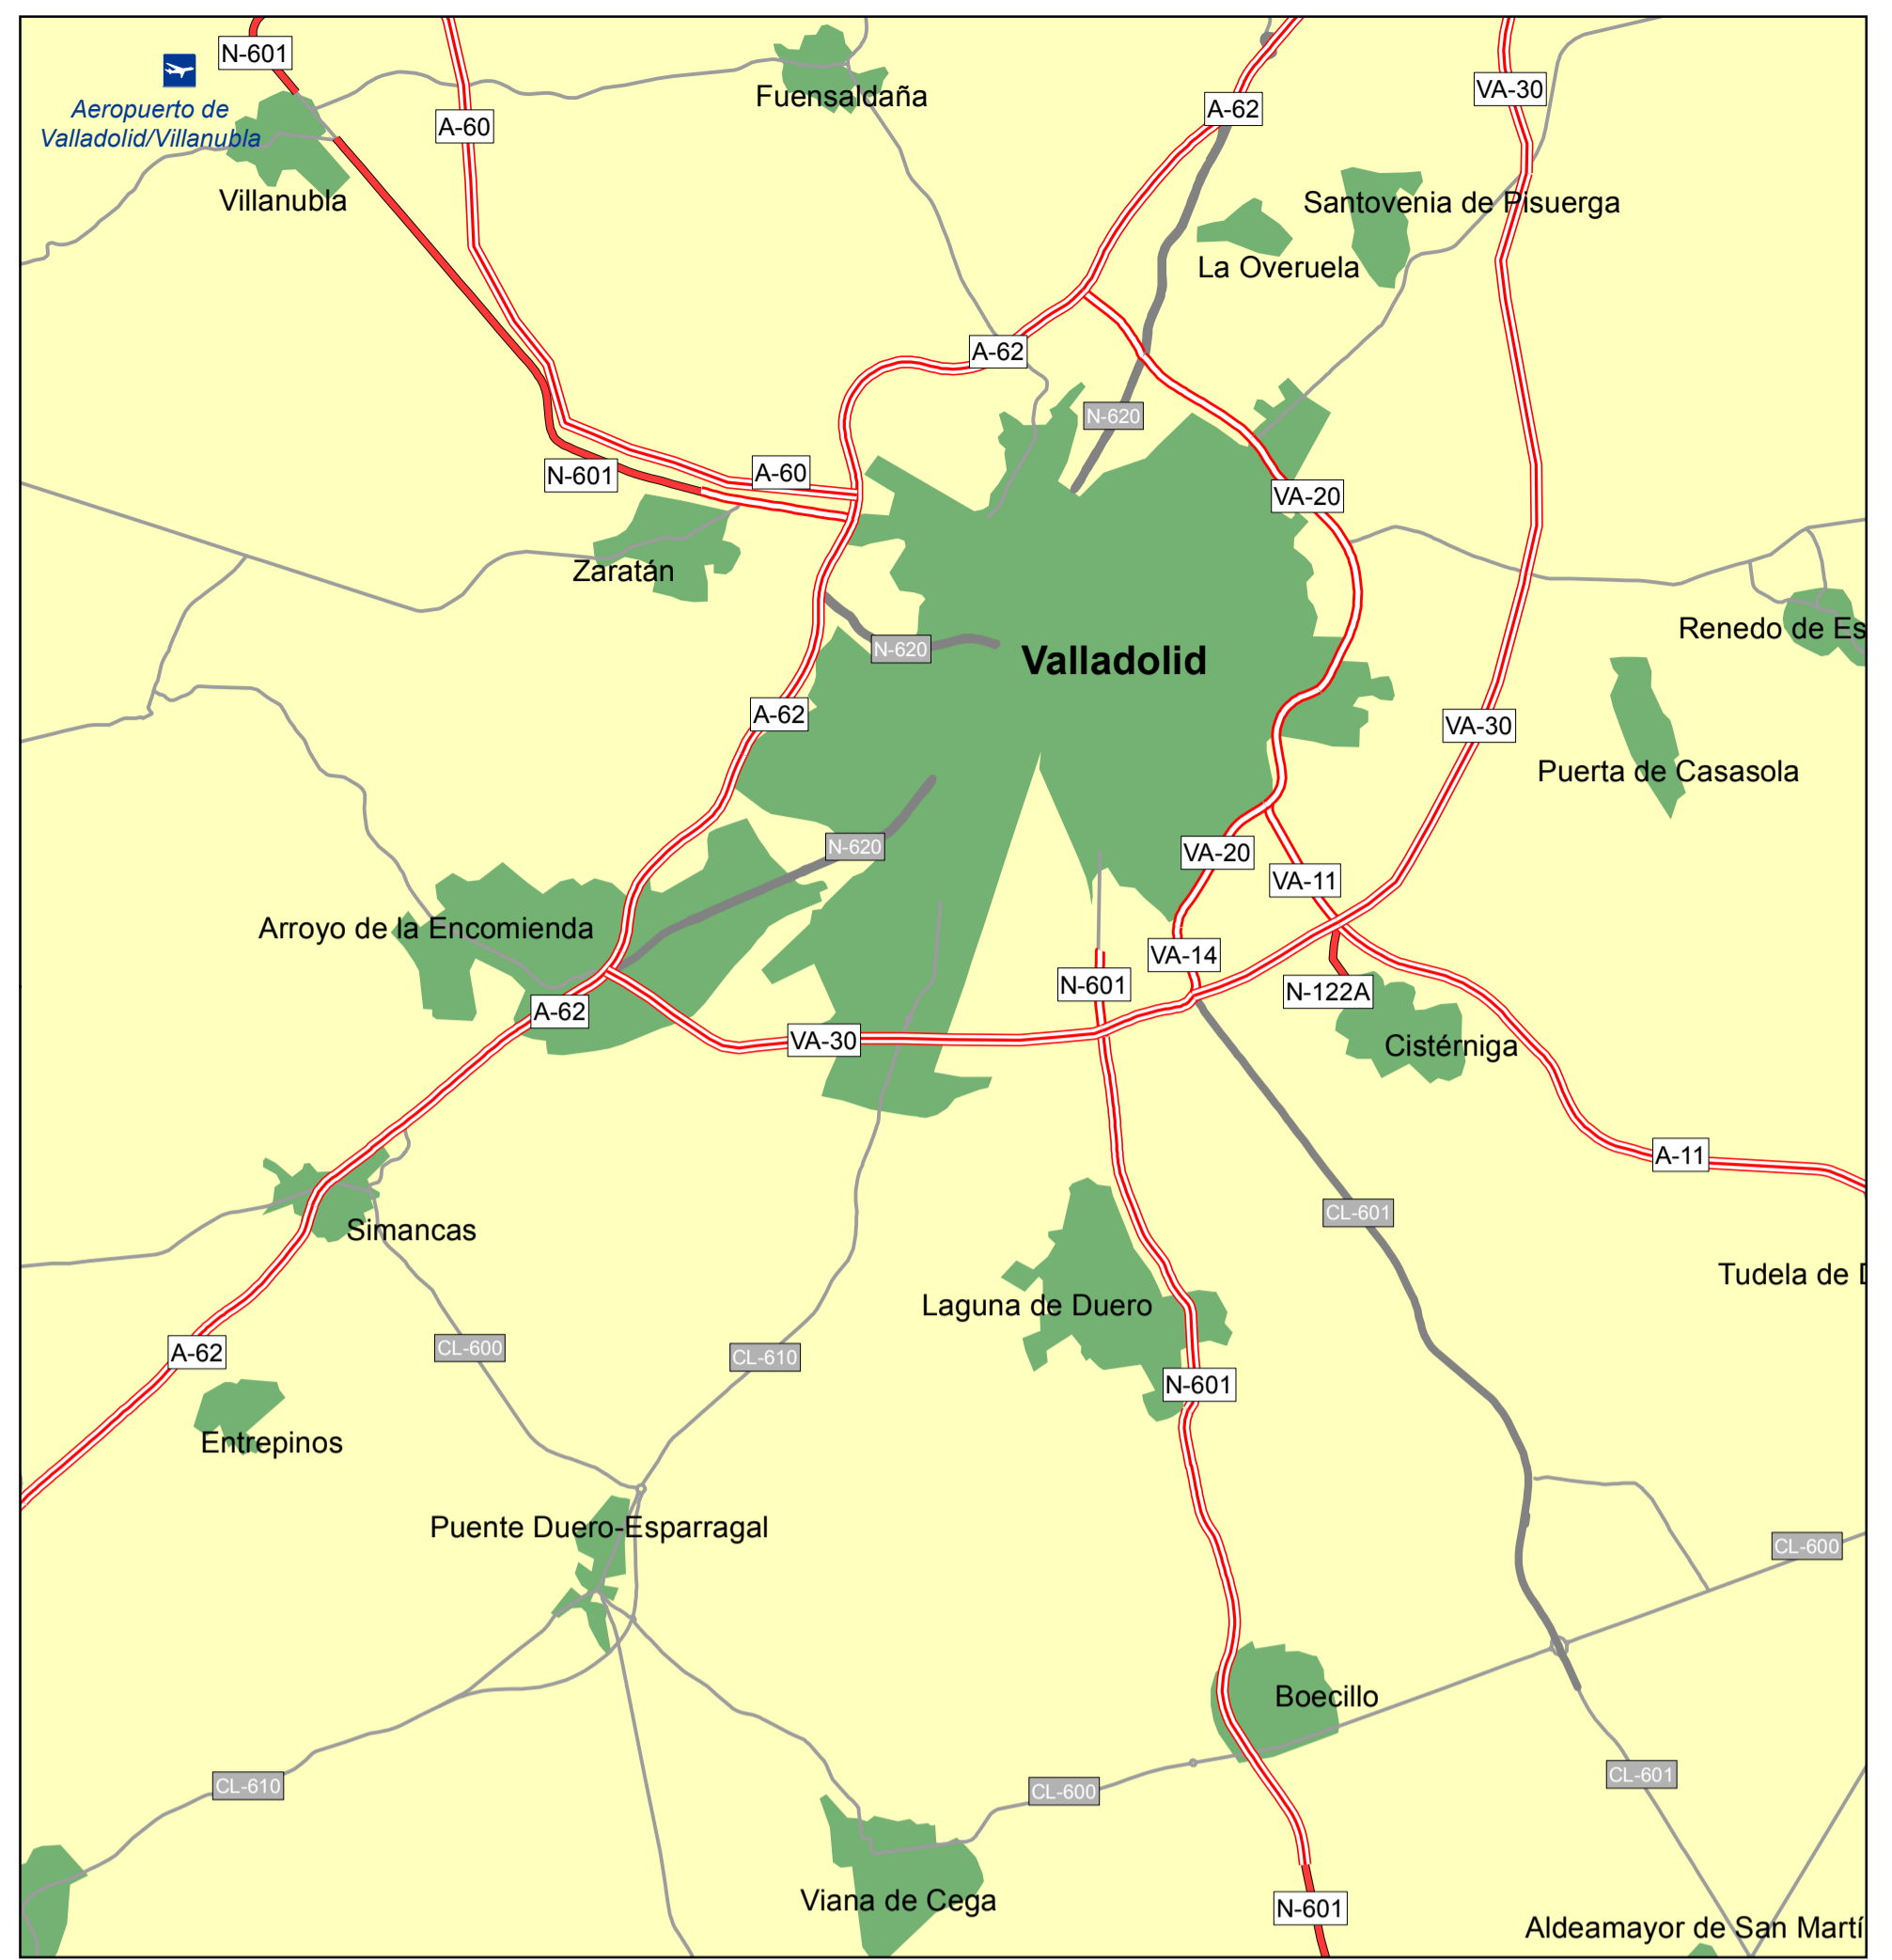 N-601
Aeropuerto de
Valladolid/Villanubla
Villanubla
A-60
Fuensaldaña
A-62
VA-30
Santovenia de Pisuerga
La Overuela
A-62
N-620
N-601
A-60
VA-20
Zaratán
N-620
Valladolid
Renedo de Es
A-62
VA-30
Puerta de Casasola
N-620
VA-20
VA-11
Arroyo de la Encomienda
VA-14
N-601
N-122A
A-62
VA-30
Cistérniga
A-11
CL-601
Simancas
Tudela de D
Laguna de Duero
A-62
CL-600
CL-610
N-601
Entrepinos
Puente Duero-Esparragal
CL-600
Boecillo
CL-610
CL-600
CL-601
Viana de Cega
N-601
Aldeamayor de San Martí